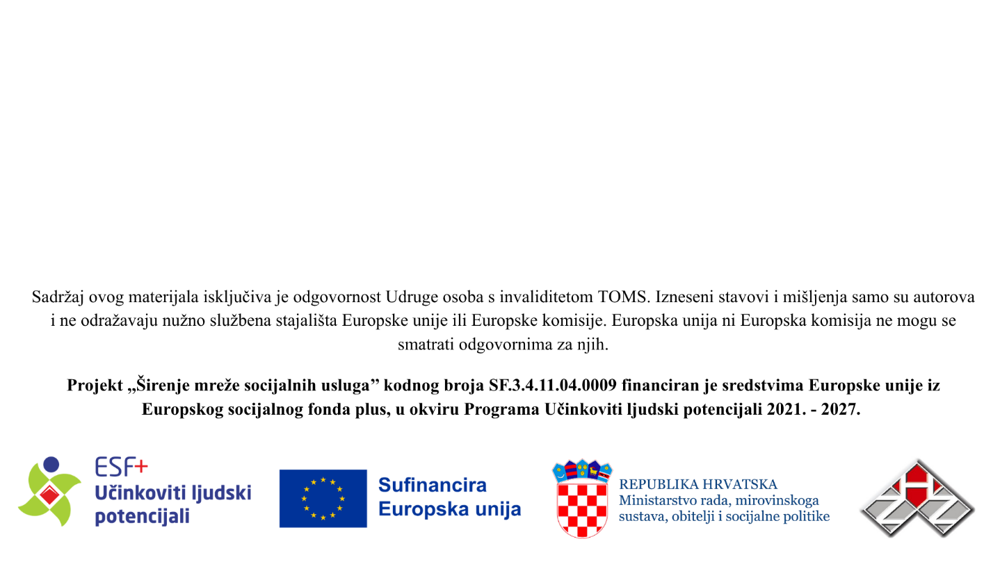 Sadržaj ovog materijala isključiva je odgovornost Udruge osoba s invaliditetom TOMS. Izneseni stavovi i mišljenja samo su autorova
i ne odražavaju nužno službena stajališta Europske unije ili Europske komisije. Europska unija ni Europska komisija ne mogu se
smatrati odgovornima za njih.
Projekt „Širenje mreže socijalnih usluga” kodnog broja SF.3.4.11.04.0009 financiran je sredstvima Europske unije iz
Europskog socijalnog fonda plus, u okviru Programa Učinkoviti ljudski potencijali 2021. - 2027.
ESF+
Učinkoviti ljudski
potencijali
Sufinancira
Europska unija
REPUBLIKA HRVATSKA
Ministarstvo rada, mirovinskoga
sustava, obitelji i socijalne politike
HZZ